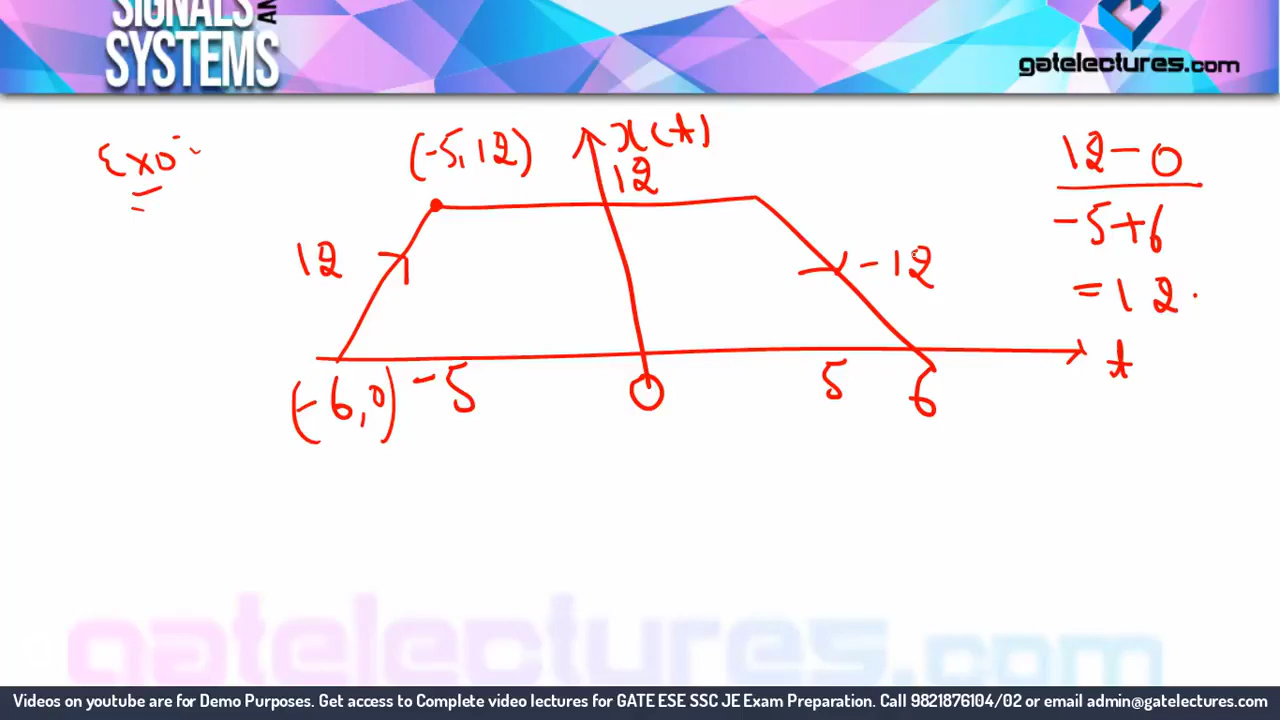 SIGNALS AND
SYSTEMS
gatelectures.com
Ex:
(-5,12)
x(t)
12
12 - 0
-5+6
= 12.
12
-12
(-6,0)
-5
0
5
6
t
gatelectures.com
Videos on youtube are for Demo Purposes. Get access to Complete video lectures for GATE ESE SSC JE Exam Preparation. Call 9821876104/02 or email admin@gatelectures.com